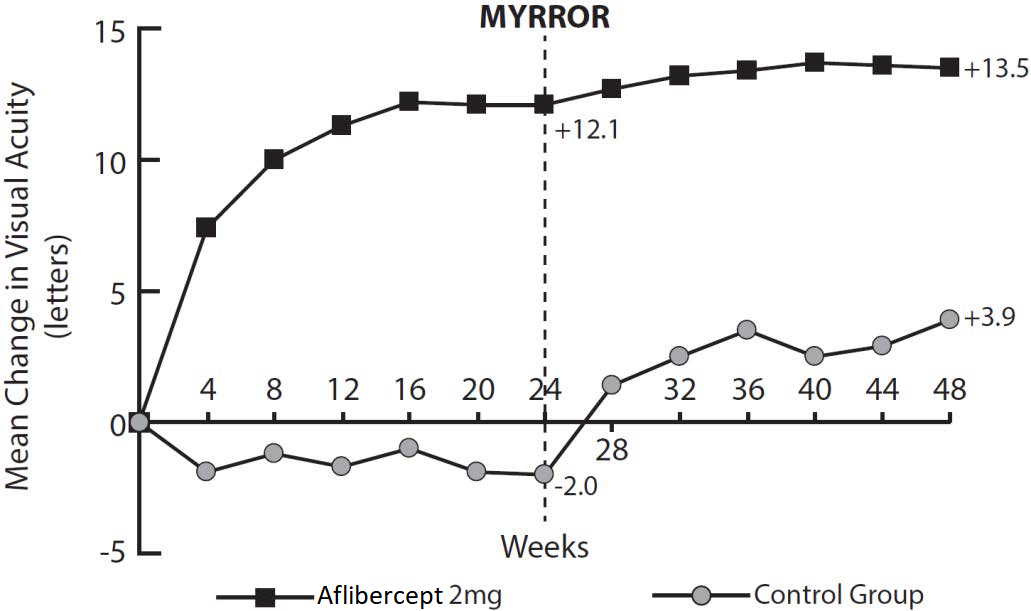 MYRROR
15
10
5
0
-5
Mean Change in Visual Acuity
(letters)
+13.5
+12.1
+3.9
-2.0
4 8 12 16 20 24 28 32 36 40 44 48
Weeks
Aflibercept 2mg
Control Group